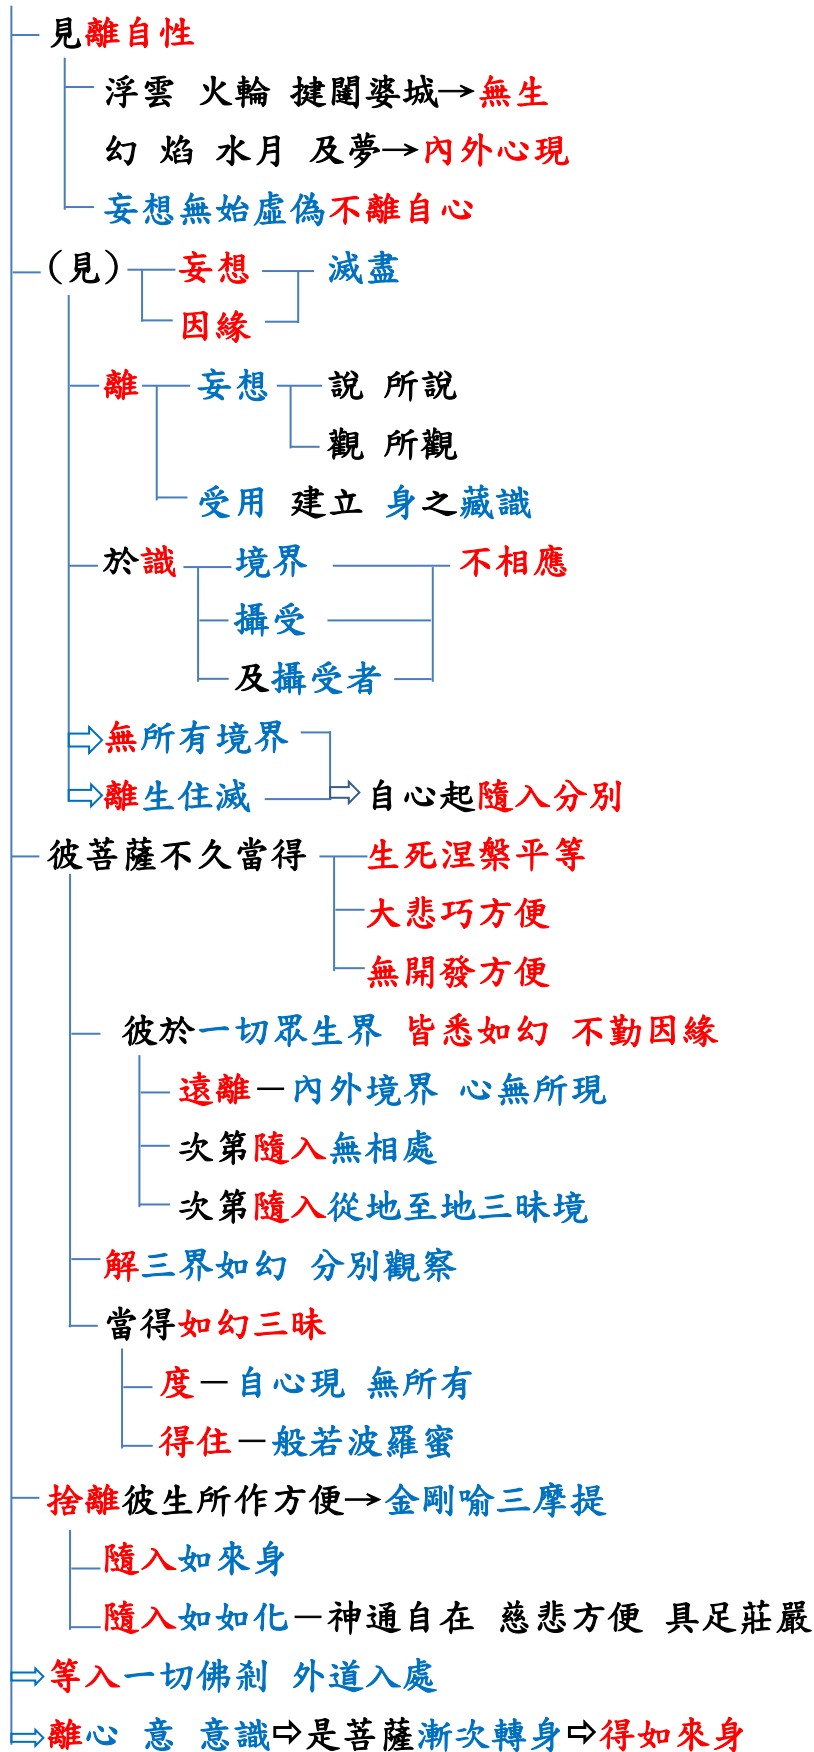 見離自性
浮雲 火輪 揵闥婆城→無生
幻 焰 水月 及夢→內外心現
妄想無始虛偽不離自心
(見) 妄想 滅盡
因緣
離 妄想 說 所說
觀 所觀
受用 建立 身之藏識
於識 境界 不相應
攝受
及攝受者
⇨無所有境界
⇨離生住滅 ⇨自心起隨入分別
彼菩薩不久當得 生死涅槃平等
大悲巧方便
無開發方便
彼於一切眾生界 皆悉如幻 不勤因緣
遠離－內外境界 心無所現
次第隨入無相處
次第隨入從地至地三昧境
解三界如幻 分別觀察
當得如幻三昧
度－自心現 無所有
得住－般若波羅蜜
捨離彼生所作方便→金剛喻三摩提
隨入如來身
隨入如如化－神通自在 慈悲方便 具足莊嚴
⇨等入一切佛剎 外道入處
⇨離心 意 意識⇨是菩薩漸次轉身⇨得如來身